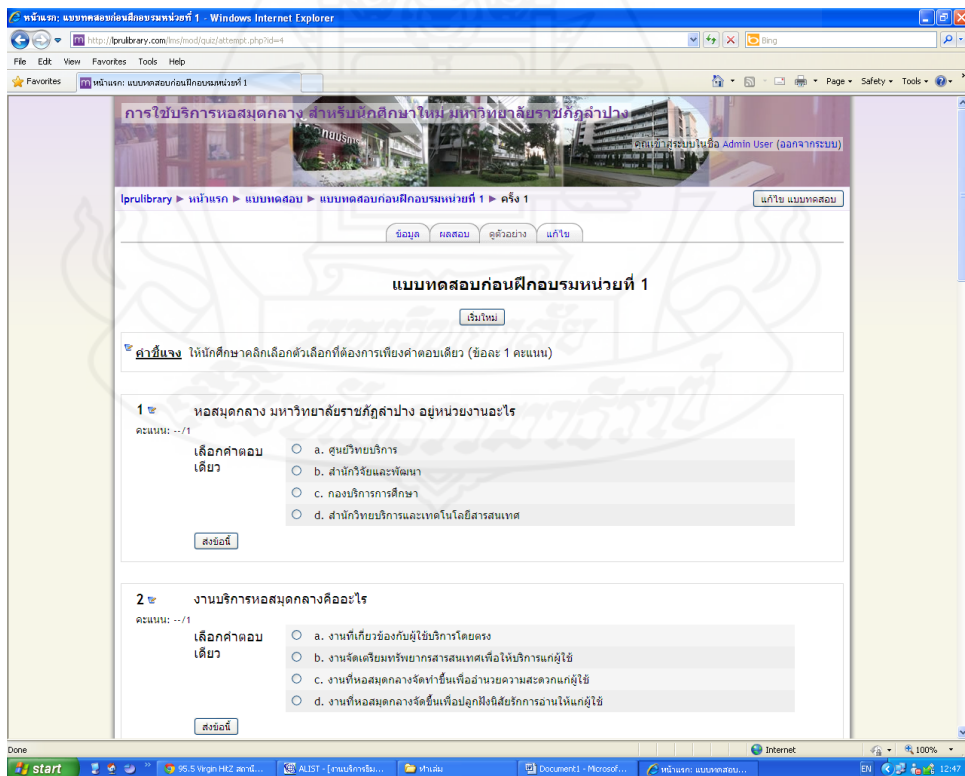 หน้าแรก: แบบทดสอบก่อนฝึกอบรมหน่วยที่ 1 - Windows Internet Explorer
http://lprulibrary.com/lms/mod/quiz/attempt.php?id=4
Bing
File Edit View Favorites Tools Help
Favorites หน้าแรก: แบบทดสอบก่อนฝึกอบรมหน่วยที่ 1 Page Safety Tools
การใช้บริการหอสมุดกลาง สำหรับนักศึกษาใหม่ มหาวิทยาลัยราชภัฏลำปาง
คุณเข้าสู่ระบบในชื่อ Admin User (ออกจากระบบ)
lprulibrary ► หน้าแรก ► แบบทดสอบ ► แบบทดสอบก่อนฝึกอบรมหน่วยที่ 1 ► ครั้ง 1 แก้ไข แบบทดสอบ
ข้อมูล ผลสอบ ดูตัวอย่าง แก้ไข
แบบทดสอบก่อนฝึกอบรมหน่วยที่ 1
เริ่มใหม่
คำชี้แจง ให้นักศึกษาคลิกเลือกตัวเลือกที่ต้องการเพียงคำตอบเดียว (ข้อละ 1 คะแนน)
1 หอสมุดกลาง มหาวิทยาลัยราชภัฏลำปาง อยู่หน่วยงานอะไร
คะแนน: --/1
เลือกคำตอบเดียว
a. ศูนย์วิทยบริการ
b. สำนักวิจัยและพัฒนา
c. กองบริการการศึกษา
d. สำนักวิทยบริการและเทคโนโลยีสารสนเทศ
ส่งข้อนี้
2 งานบริการหอสมุดกลางคืออะไร
คะแนน: --/1
เลือกคำตอบเดียว
a. งานที่เกี่ยวข้องกับผู้ใช้บริการโดยตรง
b. งานจัดเตรียมทรัพยากรสารสนเทศเพื่อให้บริการแก่ผู้ใช้
c. งานที่หอสมุดกลางจัดทำขึ้นเพื่ออำนวยความสะดวกแก่ผู้ใช้
d. งานที่หอสมุดกลางจัดขึ้นเพื่อปลูกฝังนิสัยรักการอ่านให้แก่ผู้ใช้
ส่งข้อนี้
Done Internet 100%
start 95.5 Virgin HitZ สถานี... ALIST - [งานบริการยืม... Document1 - Microsof... หน้าแรก: แบบทดสอบ... EN 12:47